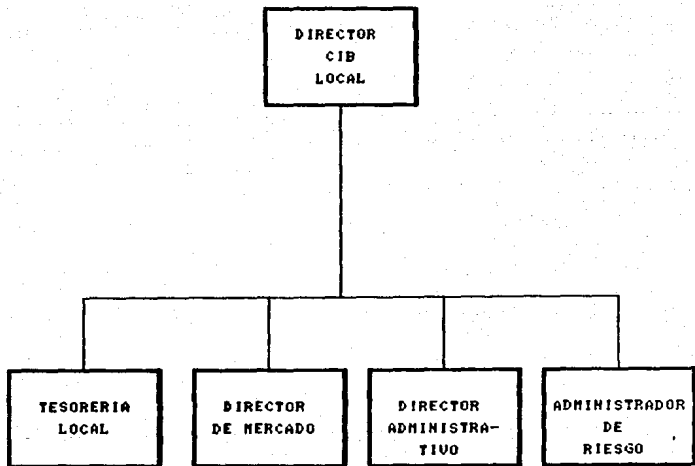 DIRECTOR
CIB
LOCAL
TESORERIA
LOCAL
DIRECTOR
DE MERCADO
DIRECTOR
ADMINISTRA-
TIVO
ADMINISTRADOR
DE
RIESGO